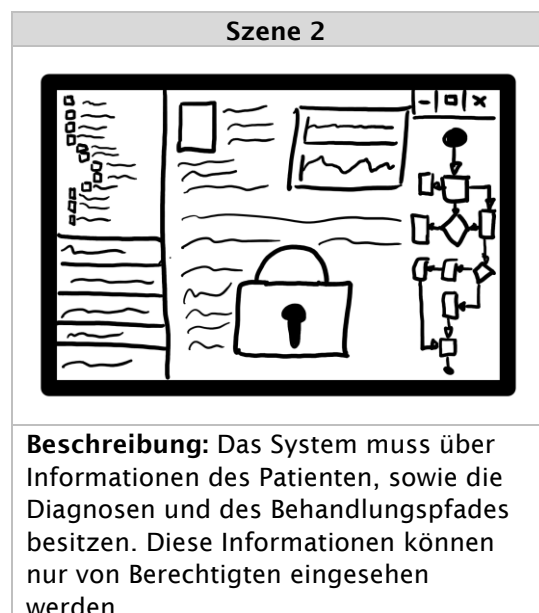 Szene 2
Beschreibung: Das System muss über
Informationen des Patienten, sowie die
Diagnosen und des Behandlungspfades
besitzen. Diese Informationen können
nur von Berechtigten eingesehen
werden